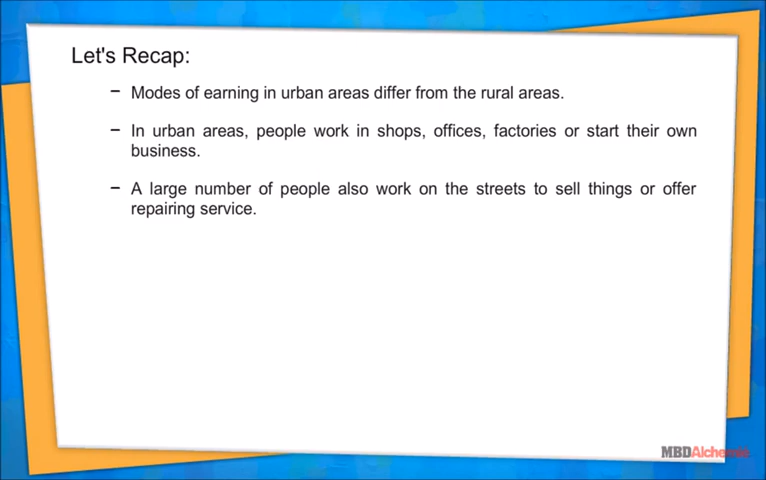 Let's Recap:
– Modes of earning in urban areas differ from the rural areas.
– In urban areas, people work in shops, offices, factories or start their own
business.
– A large number of people also work on the streets to sell things or offer
repairing service.